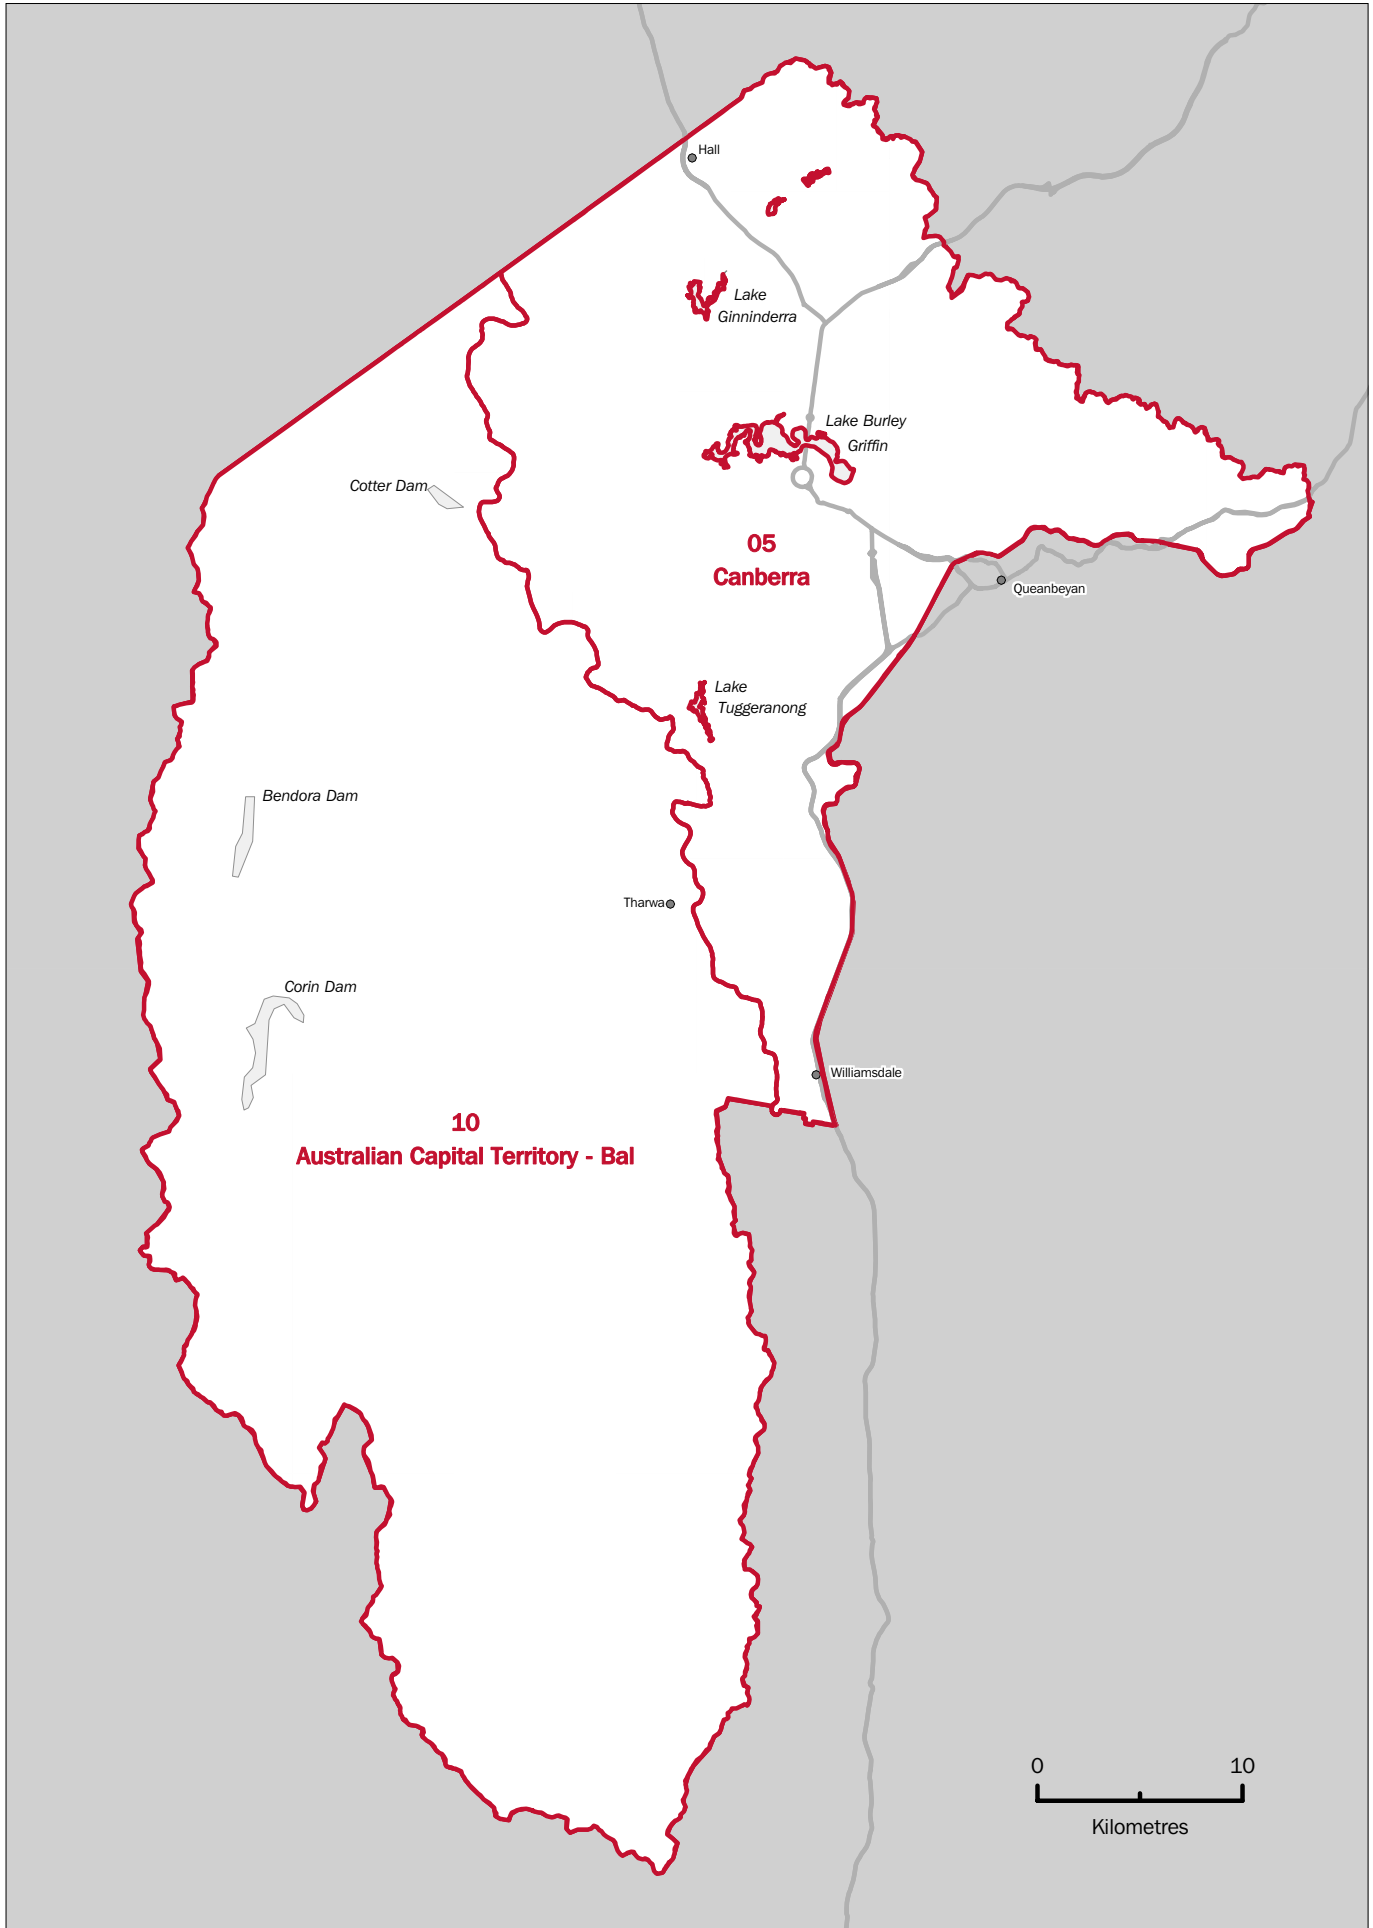 Hall
Lake
Ginninderra
Lake Burley
Griffin
Cotter Dam
05
Canberra
Queanbeyan
Lake
Tuggeranong
Bendora Dam
Tharwa
Corin Dam
Williamsdale
10
Australian Capital Territory - Bal
0 10
Kilometres